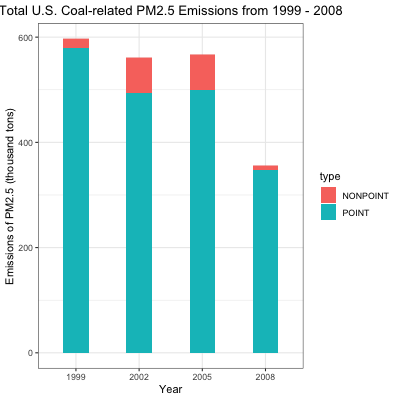 Total U.S. Coal-related PM2.5 Emissions from 1999 - 2008
Emissions of PM2.5 (thousand tons)
600
400
200
0
1999 2002 2005 2008
Year
type
NONPOINT
POINT